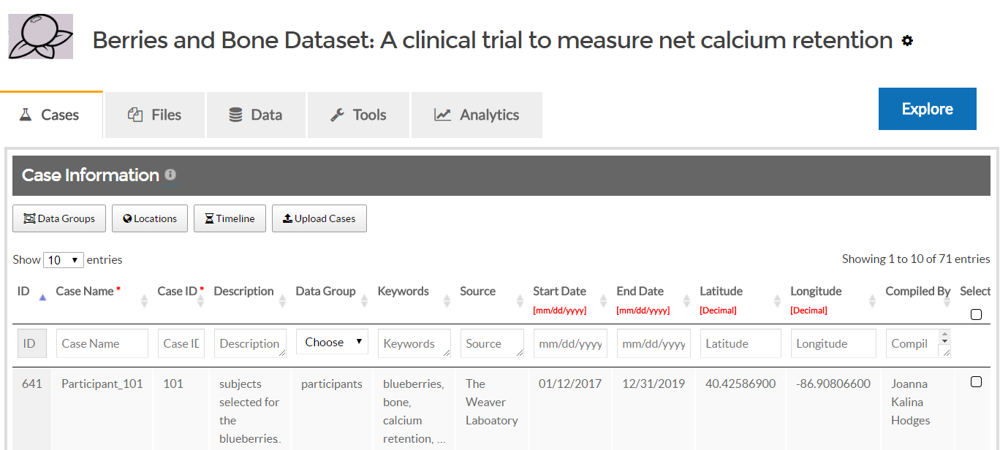 Berries and Bone Dataset: A clinical trial to measure net calcium retention
Cases Files Data Tools Analytics Explore
Case Information
Data Groups Locations Timeline Upload Cases
Show 10 entries Showing 1 to 10 of 71 entries
ID Case Name * Case ID * Description Data Group Keywords Source Start Date End Date Latitude Longitude Compiled By Select
[mm/dd/yyyy] [mm/dd/yyyy] [Decimal] [Decimal]
ID Case Name Case ID Description Choose Keywords Source mm/dd/yyyy mm/dd/yyyy Latitude Longitude Compil
641 Participant_101 101 subjects participants blueberries, The 01/12/2017 12/31/2019 40.42586900 -86.90806600 Joanna
selected for bone, Weaver Kalina
the calcium Laboatory Hodges
blueberries. retention, ...